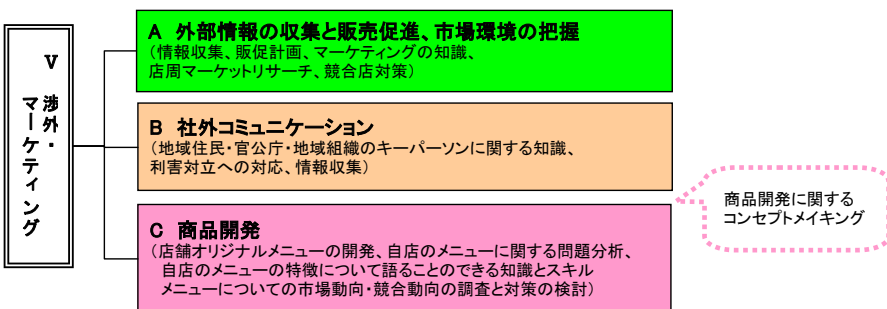 Ⅴ 渉外・
マーケティング
A 外部情報の収集と販売促進、市場環境の把握
（情報収集、販促計画、マーケティングの知識、
店周マーケットリサーチ、競合店対策）
B 社外コミュニケーション
（地域住民・官公庁・地域組織のキーパーソンに関する知識、
利害対立への対応、情報収集）
C 商品開発
（店舗オリジナルメニューの開発、自店のメニューに関する問題分析、
自店のメニューの特徴について語ることのできる知識とスキル
メニューについての市場動向・競合動向の調査と対策の検討）
商品開発に関する
コンセプトメイキング